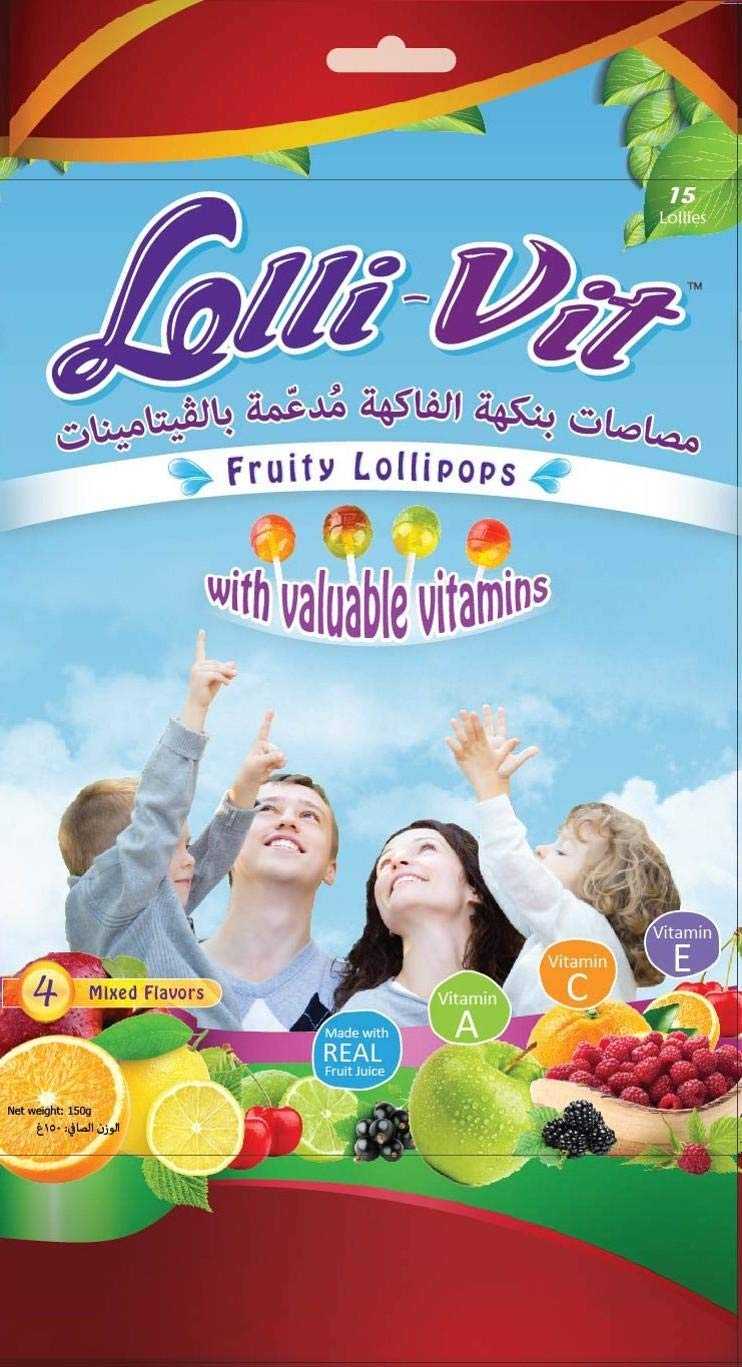 15
Lollies
Lolli-Vit™
مصاصات بنكهة الفاكهة مُدعّمة بالڤيتامينات
Fruity Lollipops
with valuable vitamins
Vitamin
E
Vitamin
C
Vitamin
A
4 Mixed Flavors
Made with
REAL
Fruit Juice
Net weight: 150g
الوزن الصافي: ١٥٠غ